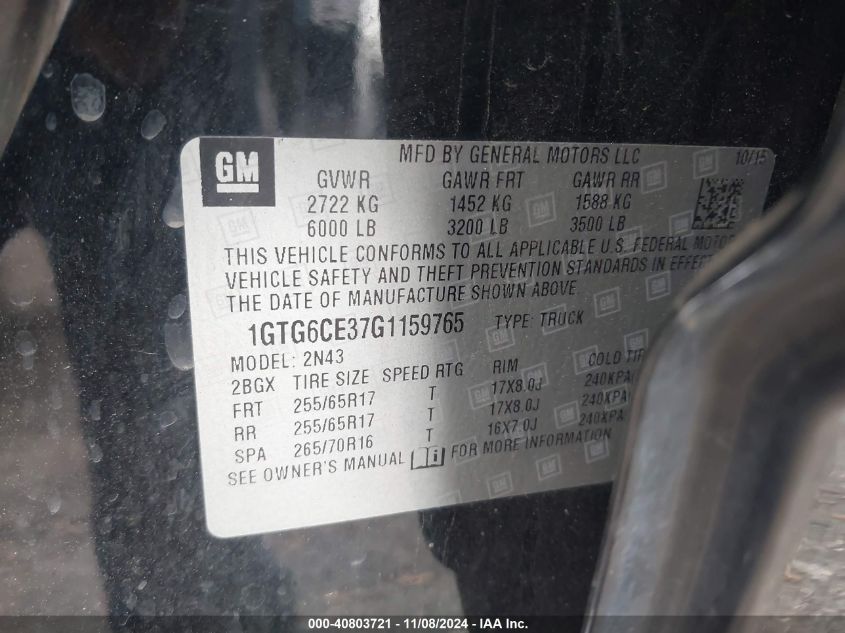 GM
MFD BY GENERAL MOTORS LLC 10/15
GVWR GAWR FRT GAWR RR
2722 KG 1452 KG 1588 KG
6000 LB 3200 LB 3500 LB
THIS VEHICLE CONFORMS TO ALL APPLICABLE U.S. FEDERAL MOTOR
VEHICLE SAFETY AND THEFT PREVENTION STANDARDS IN EFFECT
THE DATE OF MANUFACTURE SHOWN ABOVE
1GTG6CE37G1159765 TYPE: TRUCK
MODEL: 2N43
2BGX TIRE SIZE SPEED RTG RIM COLD TIR
FRT 255/65R17 T 17X8.0J 240KPA/
RR 255/65R17 T 17X8.0J 240KPA/
SPA 265/70R16 T 16X7.0J 240KPA
SEE OWNER'S MANUAL FOR MORE INFORMATION
000-40803721 - 11/08/2024 - IAA Inc.